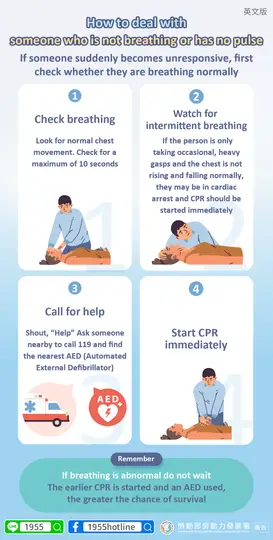 英文版
How to deal with
someone who is not breathing or has no pulse
If someone suddenly becomes unresponsive, first
check whether they are breathing normally
1
Check breathing
Look for normal chest
movement. Check for a
maximum of 10 seconds
2
Watch for
intermittent breathing
If the person is only
taking occasional, heavy
gasps and the chest is not
rising and falling normally,
they may be in cardiac
arrest and CPR should be
started immediately
3
Call for help
Shout, “Help” Ask someone
nearby to call 119 and find
the nearest AED (Automated
External Defibrillator)
AED
4
Start CPR
immediately
Remember
If breathing is abnormal do not wait
The earlier CPR is started and an AED used,
the greater the chance of survival
LINE 1955
1955hotline
勞動部勞動力發展署 廣告